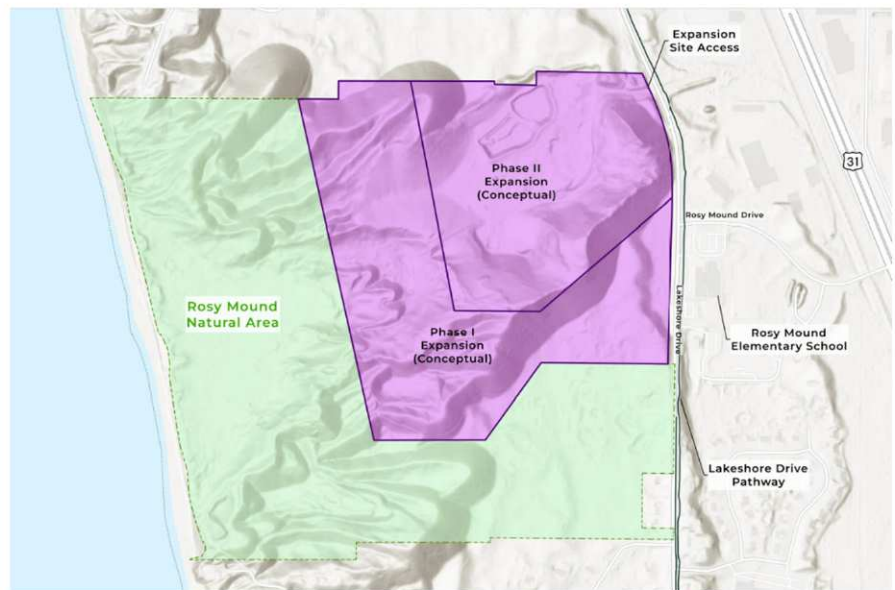 Expansion
Site Access
Phase II
Expansion
(Conceptual)
31
Rosy Mound Drive
Rosy Mound
Natural Area
Lakeshore Drive
Phase I
Expansion
(Conceptual)
Rosy Mound
Elementary School
Lakeshore Drive
Pathway